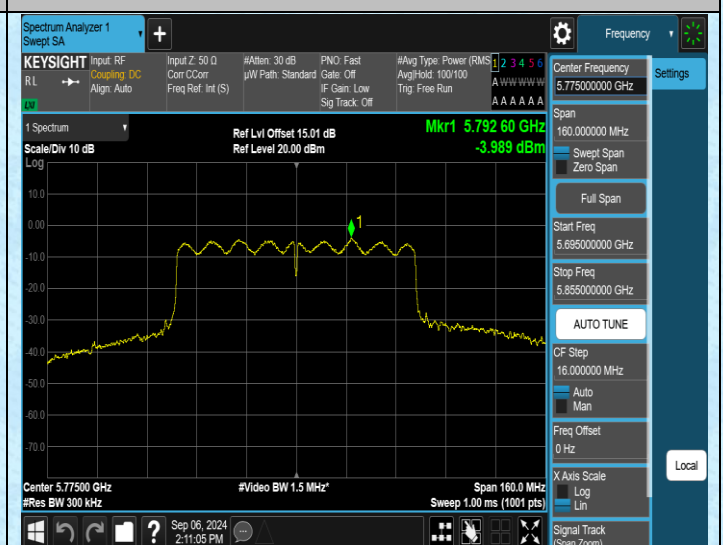 Spectrum Analyzer 1
Swept SA
+
Frequency
KEYSIGHT
RL
LXI
Input: RF
Coupling: DC
Align: Auto
Input Z: 50 Ω
Corr CCorr
Freq Ref: Int (S)
#Atten: 30 dB
µW Path: Standard
PNO: Fast
Gate: Off
IF Gain: Low
Sig Track: Off
#Avg Type: Power (RMS
Avg|Hold: 100/100
Trig: Free Run
1 2 3 4 5 6
A W W W W W
A A A A A A
1 Spectrum
Scale/Div 10 dB
Log
Ref Lvl Offset 15.01 dB
Ref Level 20.00 dBm
Mkr1 5.792 60 GHz
-3.989 dBm
1
10.0
0.00
-10.0
-20.0
-30.0
-40.0
-50.0
-60.0
-70.0
Center 5.77500 GHz
#Res BW 300 kHz
#Video BW 1.5 MHz*
Span 160.0 MHz
Sweep 1.00 ms (1001 pts)
Center Frequency
5.775000000 GHz
Settings
Span
160.000000 MHz
Swept Span
Zero Span
Full Span
Start Freq
5.695000000 GHz
Stop Freq
5.855000000 GHz
AUTO TUNE
CF Step
16.000000 MHz
Auto
Man
Freq Offset
0 Hz
X Axis Scale
Log
Lin
Local
Signal Track
(Span Zoom)
?
Sep 06, 2024
2:11:05 PM